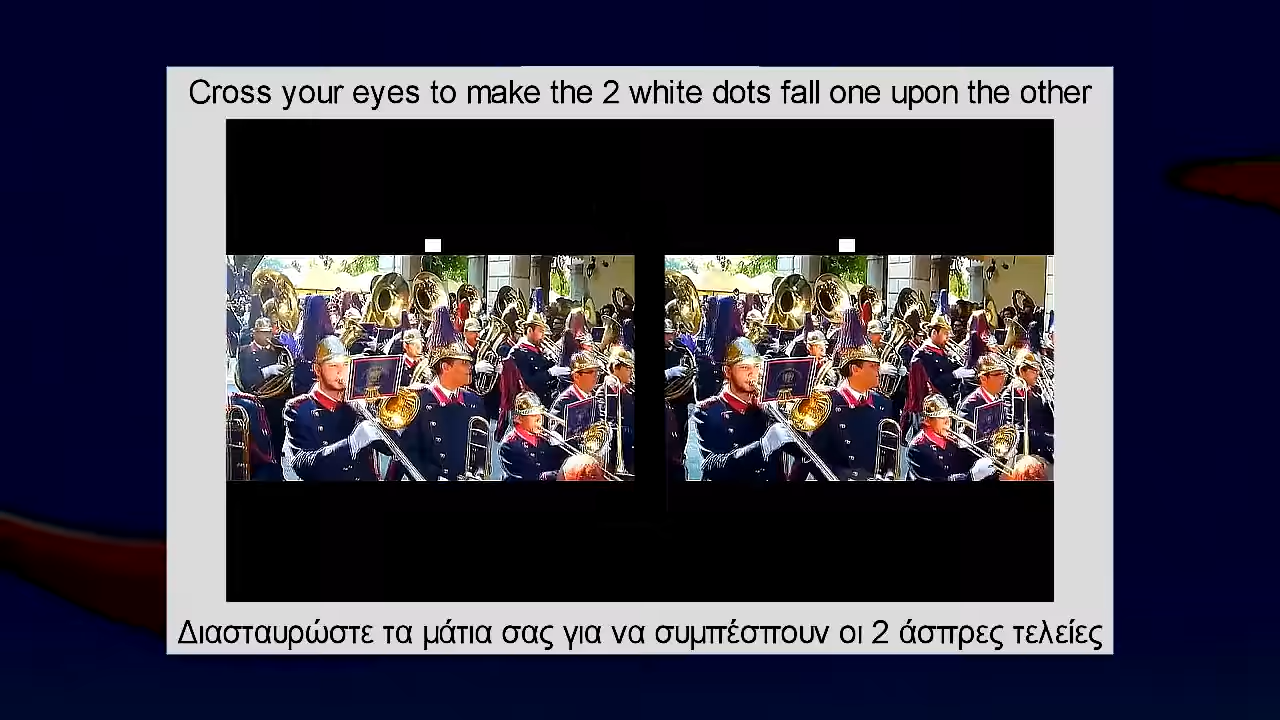 Cross your eyes to make the 2 white dots fall one upon the other
Διασταυρώστε τα μάτια σας για να συμπέσπουν οι 2 άσπρες τελείες